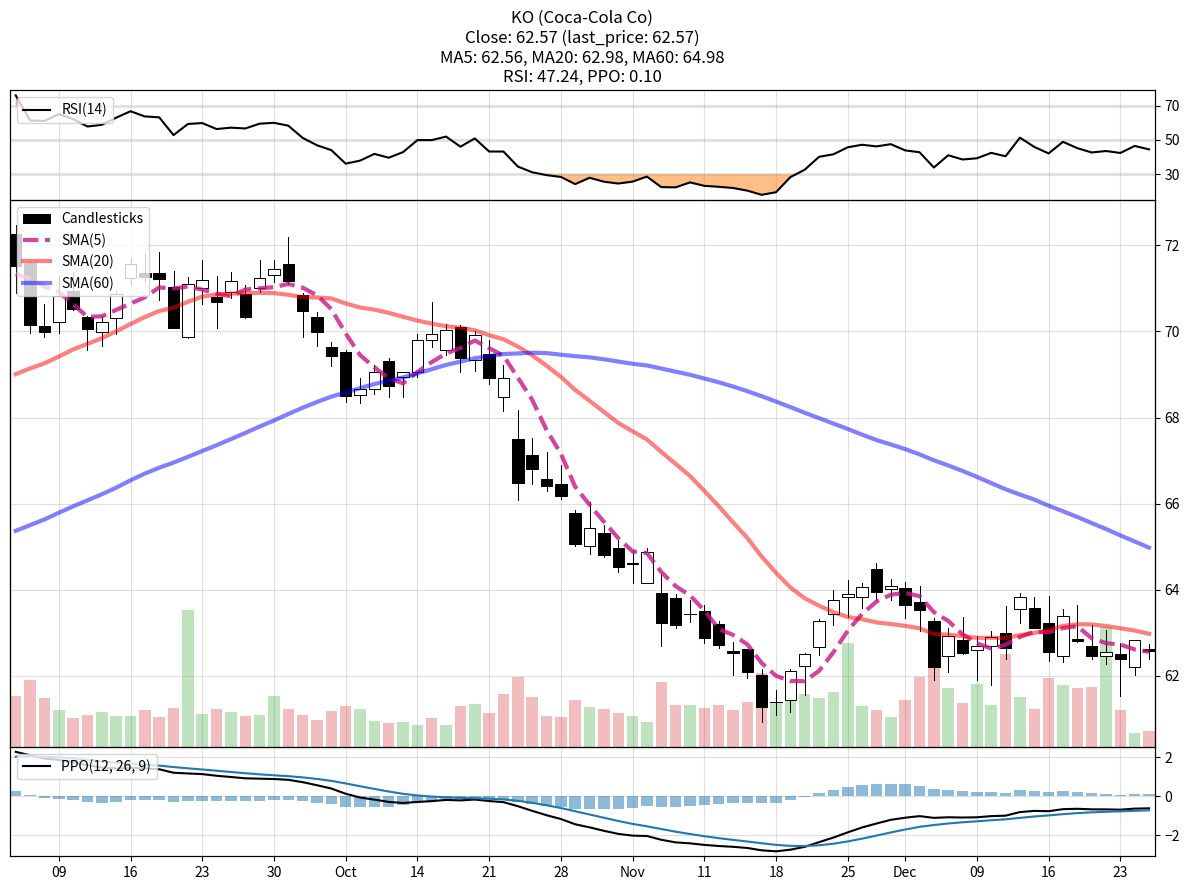 KO (Coca-Cola Co)
Close: 62.57 (last_price: 62.57)
MA5: 62.56, MA20: 62.98, MA60: 64.98
RSI: 47.24, PPO: 0.10
RSI(14)
70
50
30
Candlesticks
SMA(5)
SMA(20)
SMA(60)
72
70
68
66
64
62
PPO(12, 26, 9)
2
0
−2
09 16 23 30 Oct 14 21 28 Nov 11 18 25 Dec 09 16 23